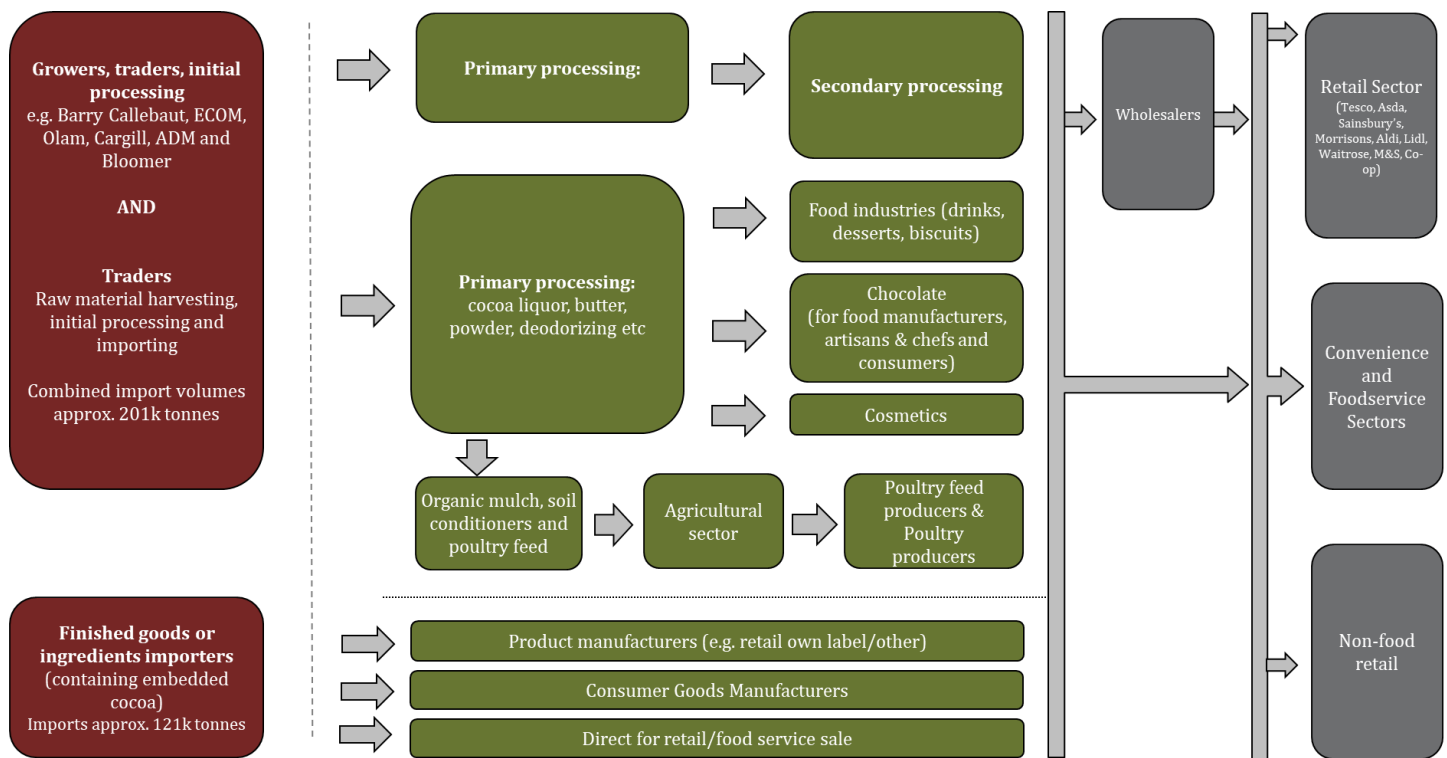 Growers, traders, initial
processing
e.g. Barry Callebaut, ECOM,
Olam, Cargill, ADM and
Bloomer
AND
Traders
Raw material harvesting,
initial processing and
importing
Combined import volumes
approx. 201k tonnes
Finished goods or
ingredients importers
(containing embedded
cocoa)
Imports approx. 121k tonnes
Primary processing:
Secondary processing
Primary processing:
cocoa liquor, butter,
powder, deodorizing etc
Food industries (drinks,
desserts, biscuits)
Chocolate
(for food manufacturers,
artisans & chefs and
consumers)
Cosmetics
Organic mulch, soil
conditioners and
poultry feed
Agricultural
sector
Poultry feed
producers &
Poultry
producers
Product manufacturers (e.g. retail own label/other)
Consumer Goods Manufacturers
Direct for retail/food service sale
Wholesalers
Retail Sector
(Tesco, Asda,
Sainsbury's,
Morrisons, Aldi, Lidl,
Waitrose, M&S, Co-
op)
Convenience
and
Foodservice
Sectors
Non-food
retail